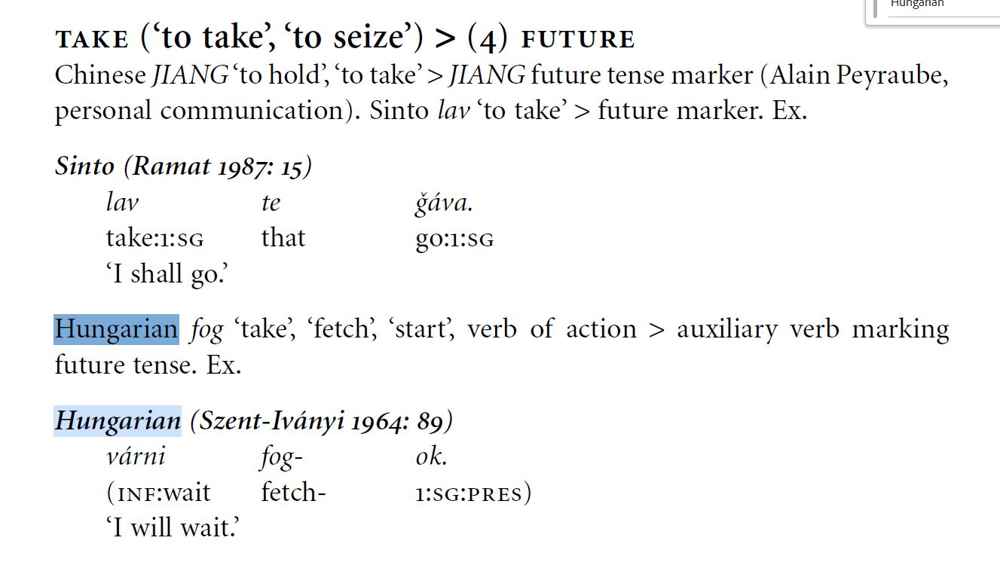 Hungarian
TAKE (‘to take’, ‘to seize’) > (4) FUTURE
Chinese JIANG ‘to hold’, ‘to take’ > JIANG future tense marker (Alain Peyraube,
personal communication). Sinto lav ‘to take’ > future marker. Ex.
Sinto (Ramat 1987: 15)
lav te ǧáva.
take:1:SG that go:1:SG
‘I shall go.’
Hungarian fog ‘take’, ‘fetch’, ‘start’, verb of action > auxiliary verb marking
future tense. Ex.
Hungarian (Szent-Iványi 1964: 89)
várni fog- ok.
(INF:wait fetch- 1:SG:PRES)
‘I will wait.’